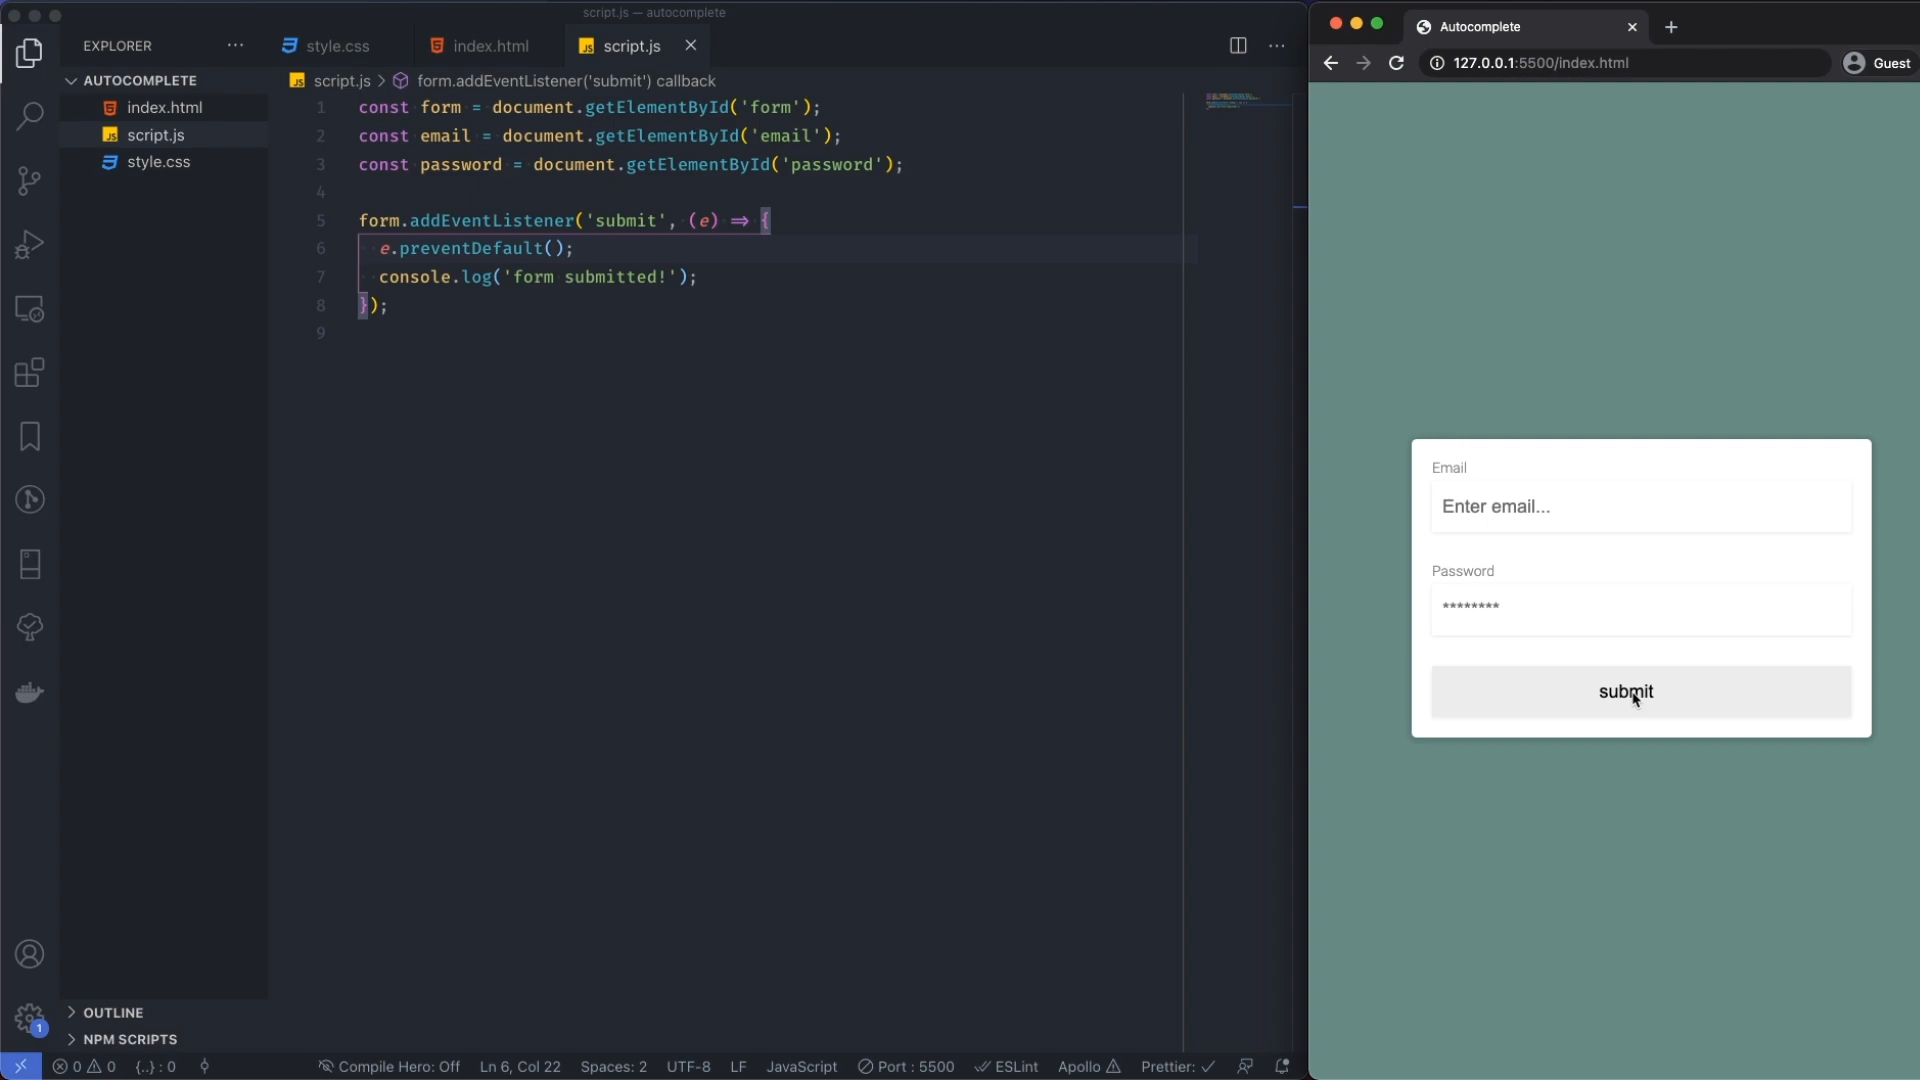 script.js — autocomplete
EXPLORER
style.css
index.html
script.js
AUTOCOMPLETE
index.html
script.js
style.css
script.js > form.addEventListener('submit') callback
1 const form = document.getElementById('form');
2 const email = document.getElementById('email');
3 const password = document.getElementById('password');
4
5 form.addEventListener('submit', (e) => {
6 e.preventDefault();
7 console.log('form submitted!');
8 });
9
OUTLINE
NPM SCRIPTS
1
0 0 {..} : 0 Compile Hero: Off Ln 6, Col 22 Spaces: 2 UTF-8 LF JavaScript Port : 5500 ESLint Apollo Prettier:
Autocomplete
127.0.0.1:5500/index.html
Guest
Email
Enter email...
Password
********
submit